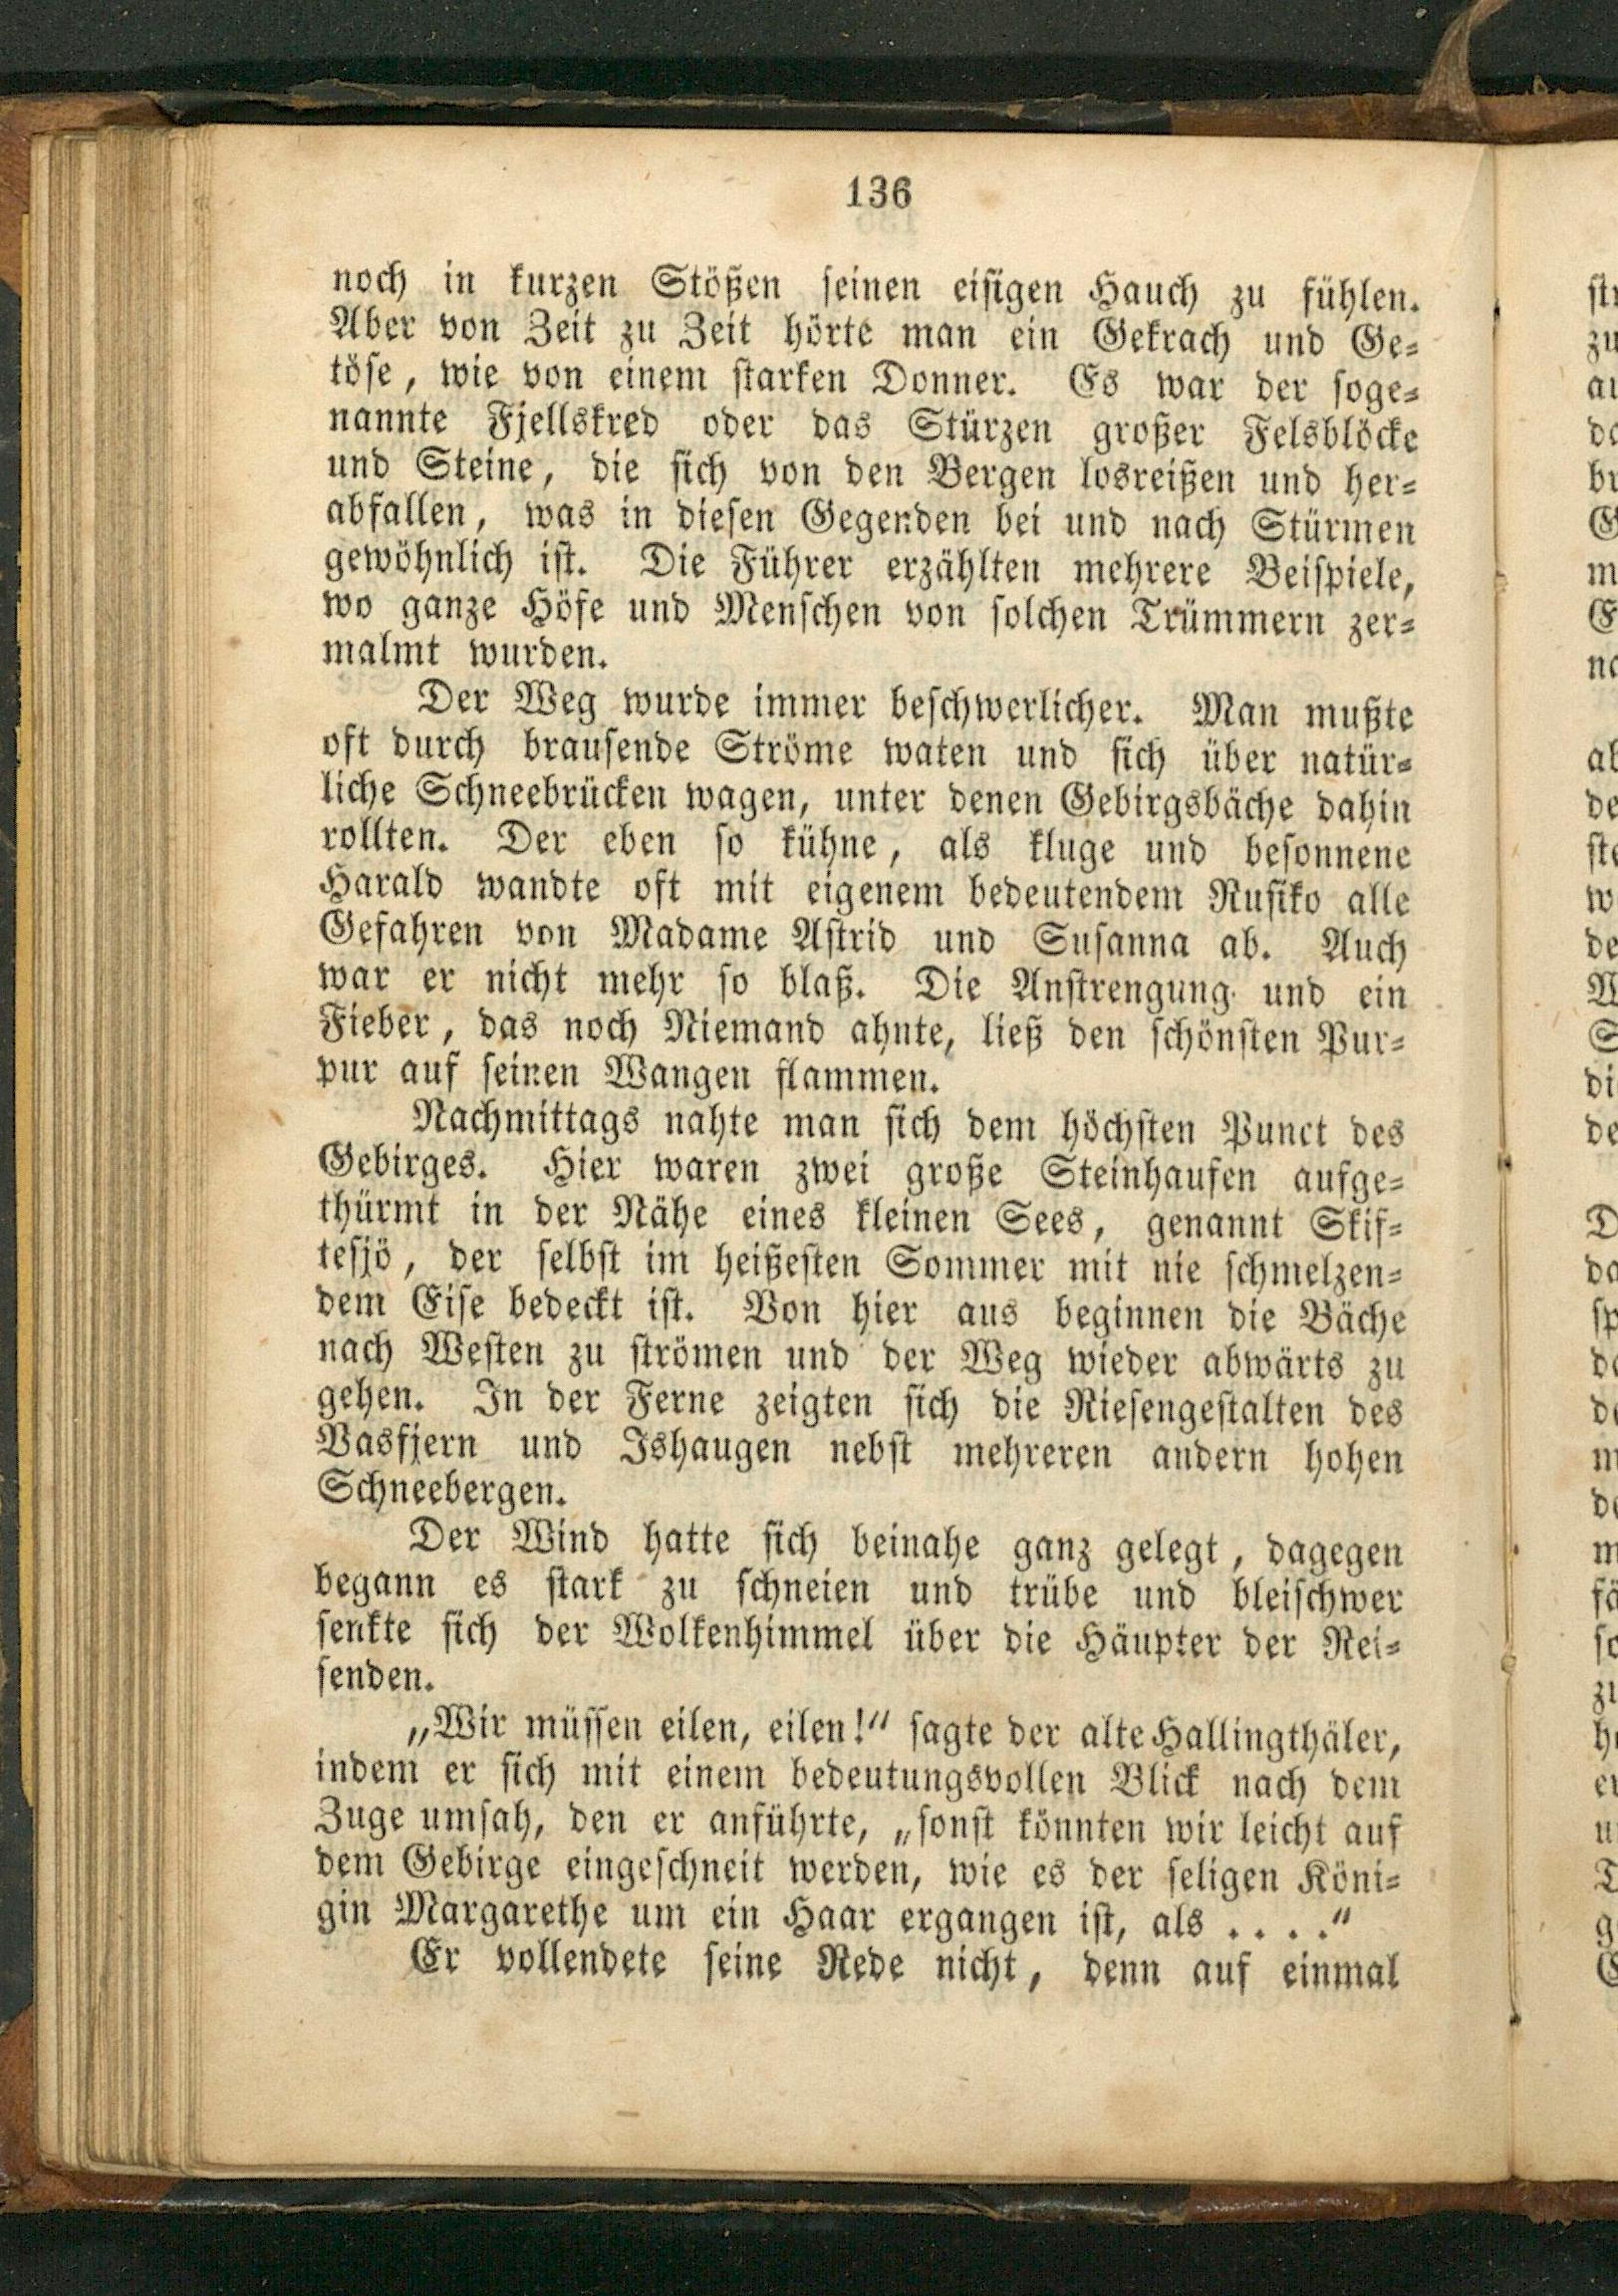 136
noch in kurzen Stößen seinen eisigen Hauch zu fühlen.
Aber von Zeit zu Zeit hörte man ein Gekrach und Ge-
töse, wie von einem starken Donner. Es war der soge-
nannte Fjellskred oder das Stürzen großer Felsblöcke
und Steine, die sich von den Bergen losreißen und her-
abfallen, was in diesen Gegenden bei und nach Stürmen
gewöhnlich ist. Die Führer erzählten mehrere Beispiele,
wo ganze Höfe und Menschen von solchen Trümmern zer-
malmt wurden.
Der Weg wurde immer beschwerlicher. Man mußte
oft durch brausende Ströme waten und sich über natür-
liche Schneebrücken wagen, unter denen Gebirgsbäche dahin
rollten. Der eben so kühne, als kluge und besonnene
Harald wandte oft mit eigenem bedeutendem Rusiko alle
Gefahren von Madame Astrid und Susanna ab. Auch
war er nicht mehr so blaß. Die Anstrengung und ein
Fieber, das noch Niemand ahnte, ließ den schönsten Pur-
pur auf seinen Wangen flammen.
Nachmittags nahte man sich dem höchsten Punct des
Gebirges. Hier waren zwei große Steinhaufen aufge-
thürmt in der Nähe eines kleinen Sees, genannt Skif-
tesjö, der selbst im heißesten Sommer mit nie schmelzen-
dem Eise bedeckt ist. Von hier aus beginnen die Bäche
nach Westen zu strömen und der Weg wieder abwärts zu
gehen. In der Ferne zeigten sich die Riesengestalten des
Vasfjern und Ishaugen nebst mehreren andern hohen
Schneebergen.
Der Wind hatte sich beinahe ganz gelegt, dagegen
begann es stark zu schneien und trübe und bleischwer
senkte sich der Wolkenhimmel über die Häupter der Rei-
senden.
„Wir müssen eilen, eilen!" sagte der alte Hallingthäler,
indem er sich mit einem bedeutungsvollen Blick nach dem
Zuge umsah, den er anführte, „sonst könnten wir leicht auf
dem Gebirge eingeschneit werden, wie es der seligen Köni-
gin Margarethe um ein Haar ergangen ist, als . . . ."
Er vollendete seine Rede nicht, denn auf einmal